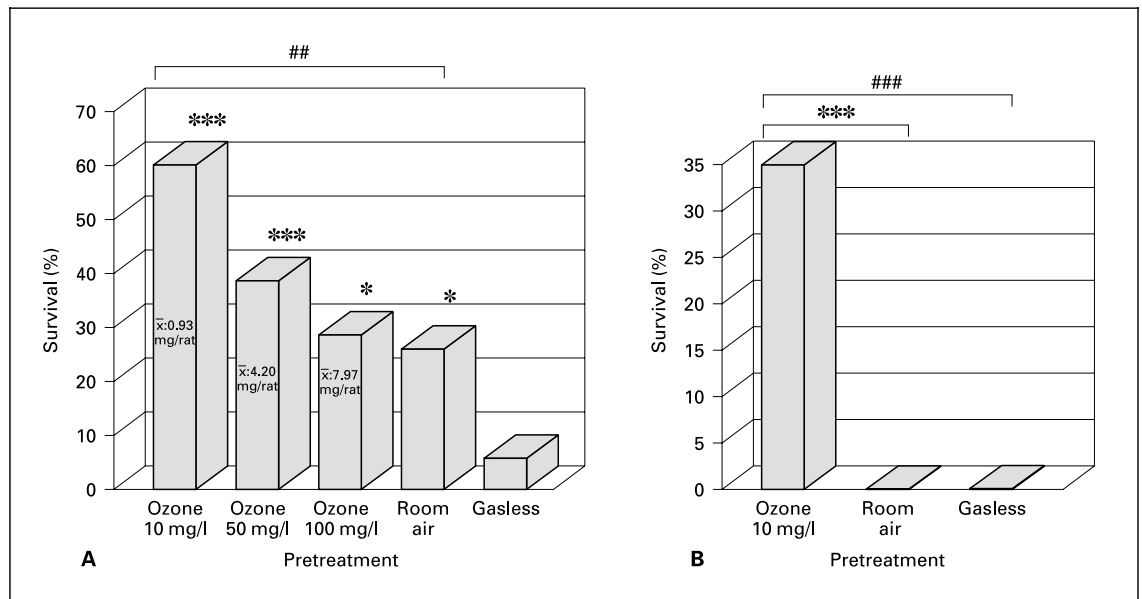 ##
***
***
*
*
70
60
50
40
30
20
10
0
Survival (%)
x̄:0.93
mg/rat
x̄:4.20
mg/rat
x̄:7.97
mg/rat
Ozone
10 mg/l
Ozone
50 mg/l
Ozone
100 mg/l
Room
air
Gasless
A
Pretreatment
###
***
35
30
25
20
15
10
5
0
Survival (%)
Ozone
10 mg/l
Room
air
Gasless
B
Pretreatment